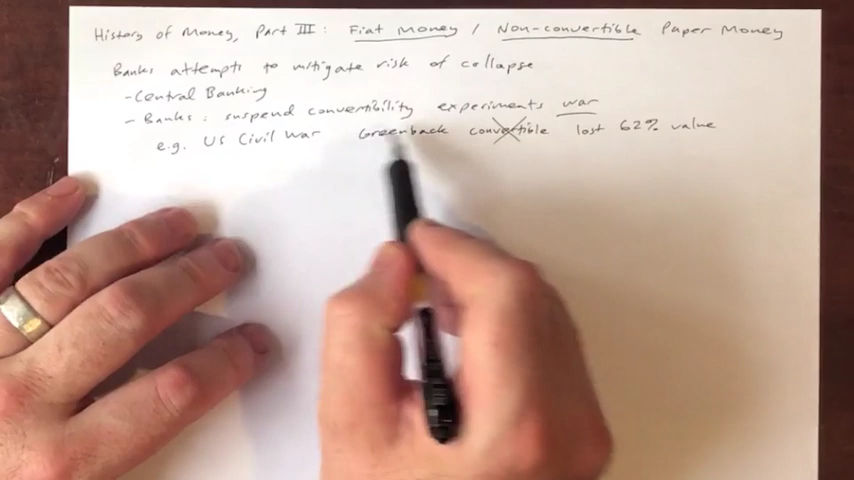 History of Money, Part III: Fiat Money / Non-convertible Paper Money
Banks attempts to mitigate risk of collapse
- Central Banking
- Banks: suspend convertibility experiments war
e.g. US Civil War Greenback convertible lost 62% value